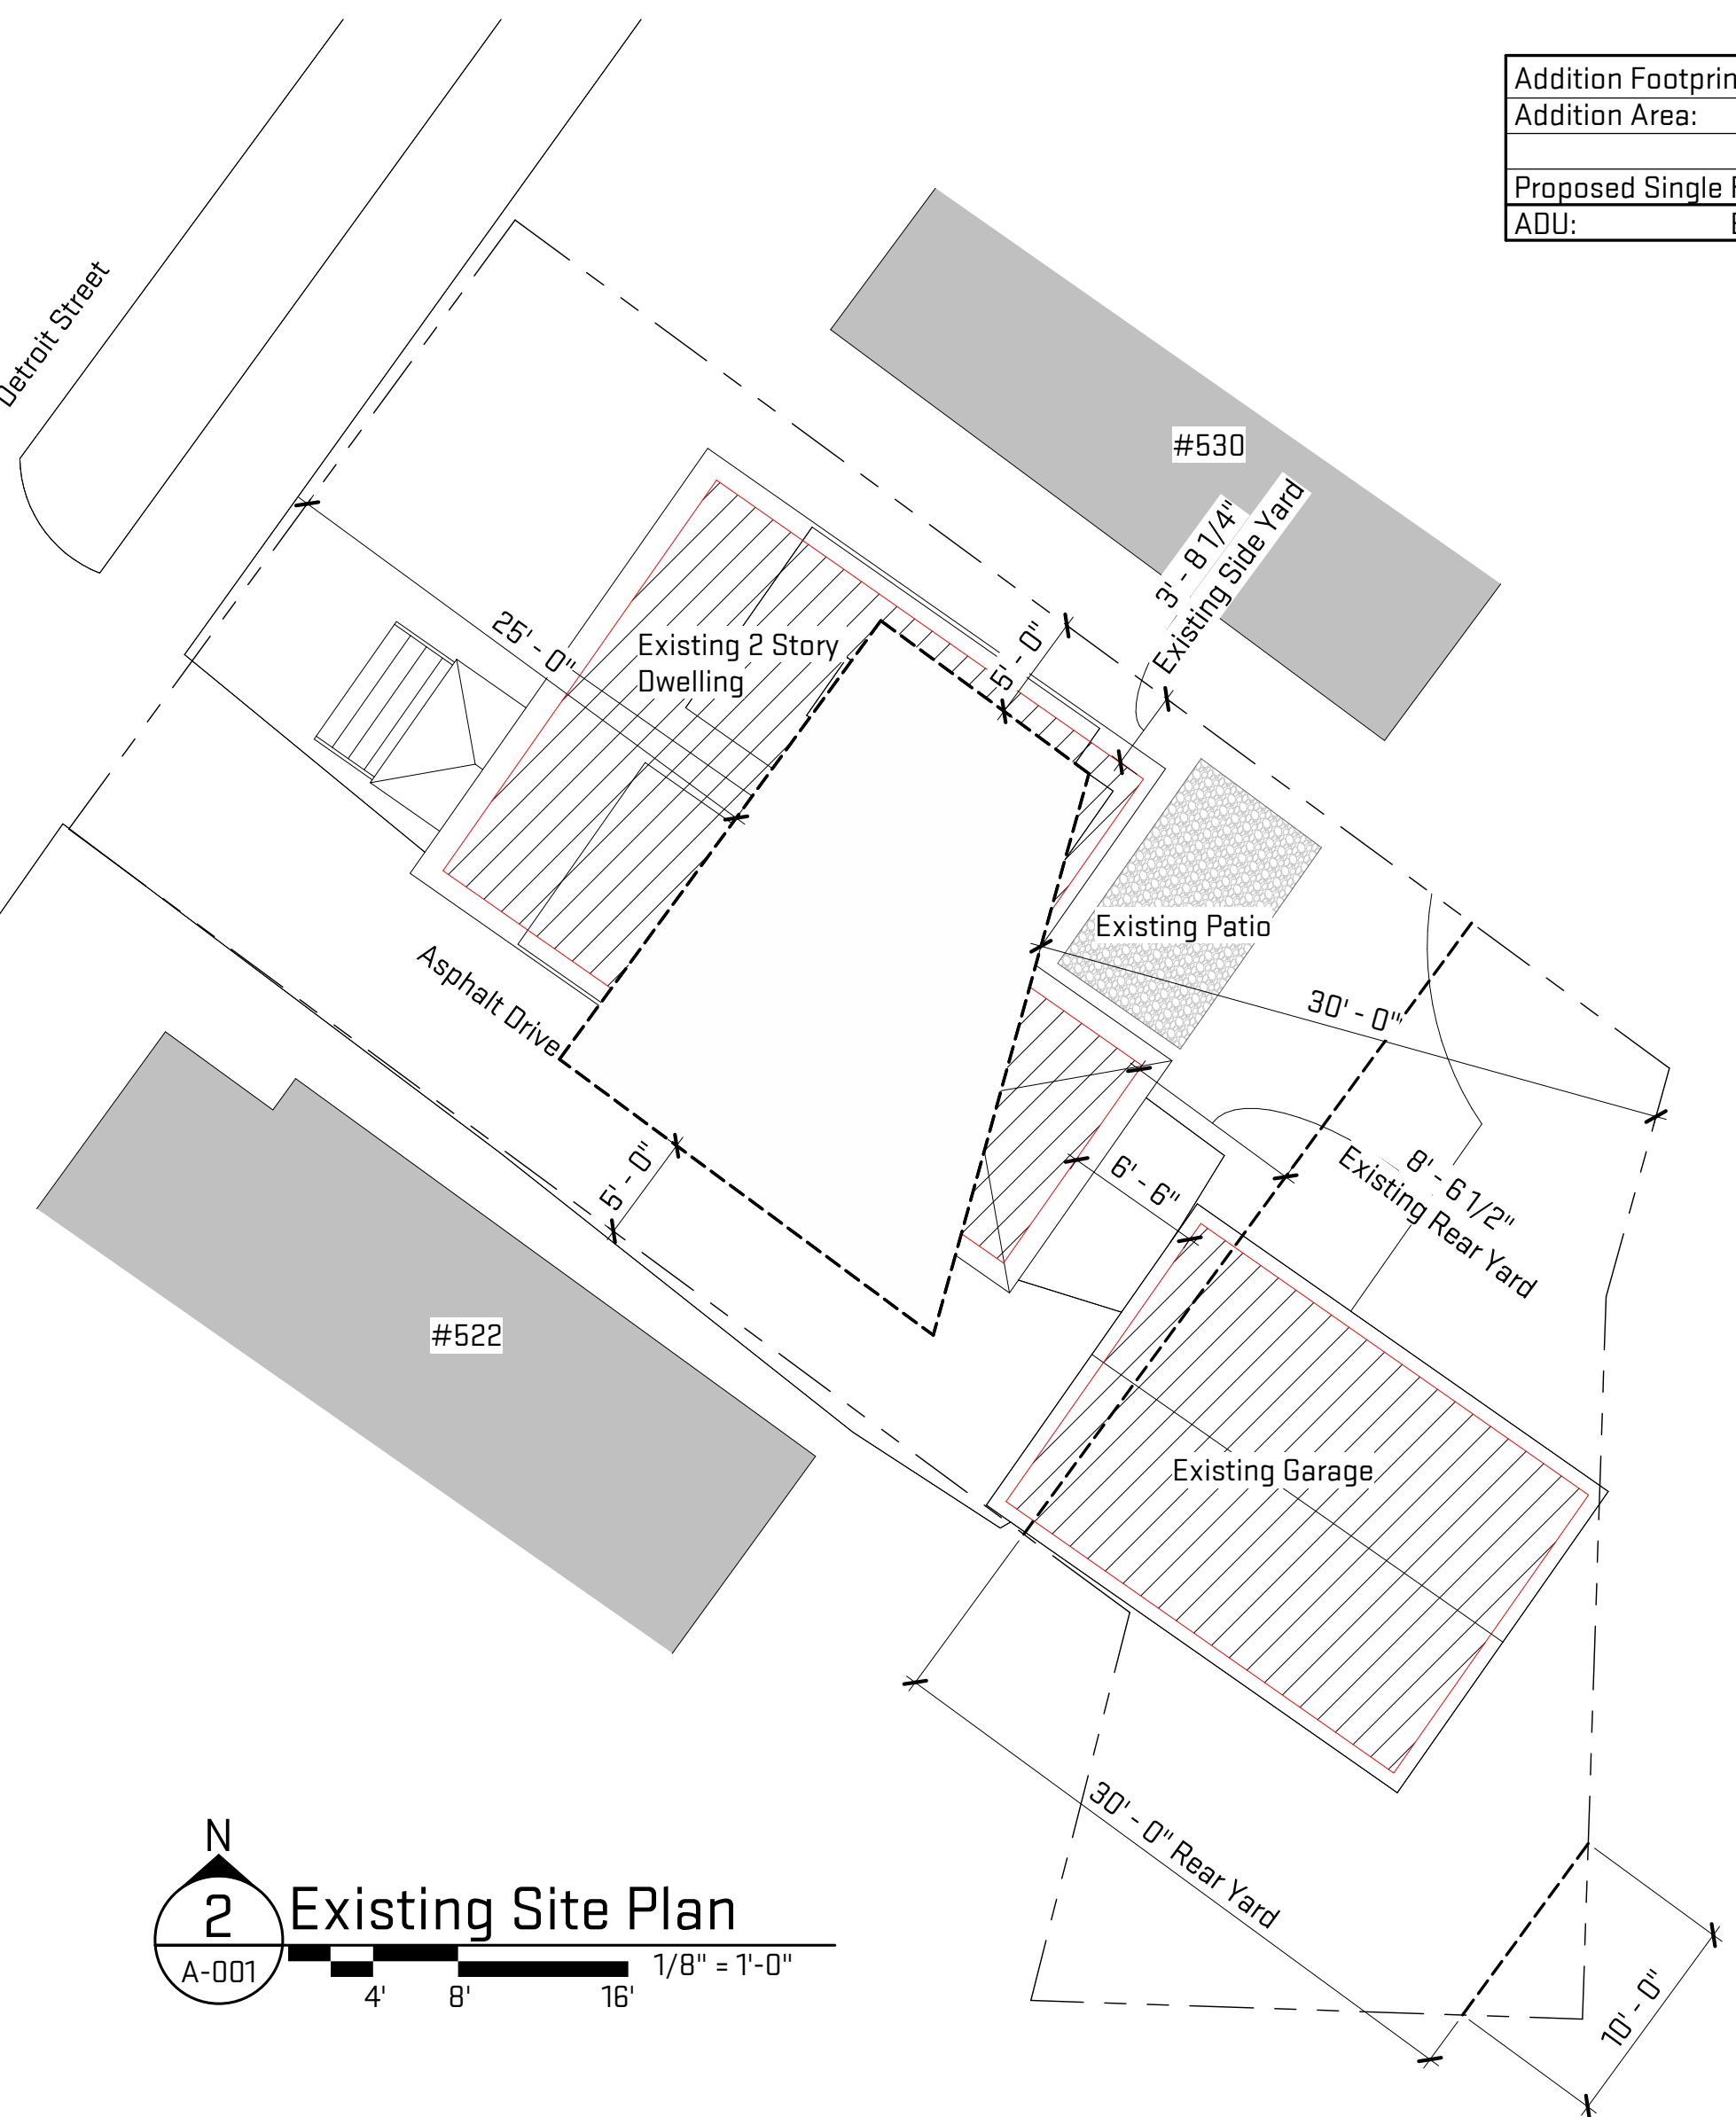 Addition Footprin
Addition Area:
Proposed Single
ADU:
Detroit Street
#530
3' - 8 1/4"
Existing Side Yard
25' - 0"
Existing 2 Story
Dwelling
5' - 0"
Existing Patio
Asphalt Drive
30' - 0"
5' - 0"
6' - 6"
8' - 6 1/2"
Existing Rear Yard
#522
Existing Garage
30' - 0" Rear Yard
10' - 0"
N
2
A-001
Existing Site Plan
1/8" = 1'-0"
4' 8' 16'